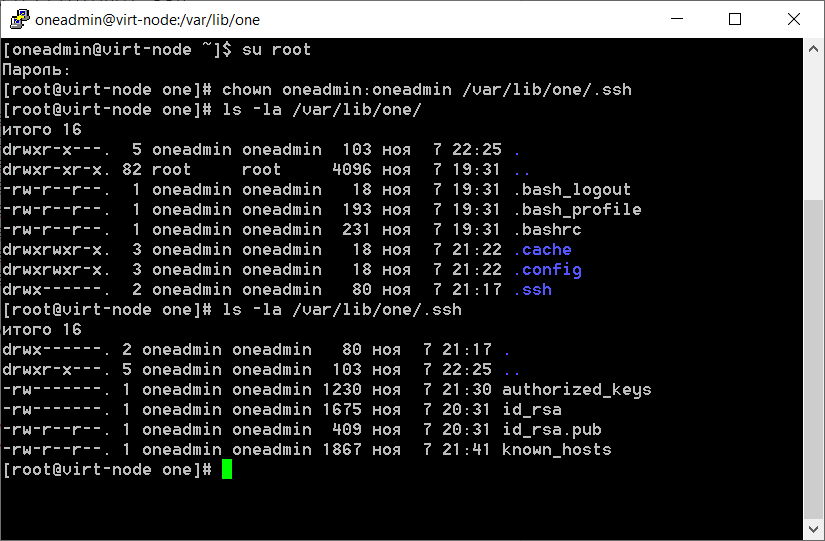 oneadmin@virt-node:/var/lib/one
[oneadmin@virt-node ~]$ su root
Пароль:
[root@virt-node one]# chown oneadmin:oneadmin /var/lib/one/.ssh
[root@virt-node one]# ls -la /var/lib/one/
итого 16
drwxr-x---. 5 oneadmin oneadmin 103 ноя 7 22:25 .
drwxr-xr-x. 82 root root 4096 ноя 7 19:31 ..
-rw-r--r--. 1 oneadmin oneadmin 18 ноя 7 19:31 .bash_logout
-rw-r--r--. 1 oneadmin oneadmin 193 ноя 7 19:31 .bash_profile
-rw-r--r--. 1 oneadmin oneadmin 231 ноя 7 19:31 .bashrc
drwxrwxr-x. 3 oneadmin oneadmin 18 ноя 7 21:22 .cache
drwxrwxr-x. 3 oneadmin oneadmin 18 ноя 7 21:22 .config
drwx------. 2 oneadmin oneadmin 80 ноя 7 21:17 .ssh
[root@virt-node one]# ls -la /var/lib/one/.ssh
итого 16
drwx------. 2 oneadmin oneadmin 80 ноя 7 21:17 .
drwxr-x---. 5 oneadmin oneadmin 103 ноя 7 22:25 ..
-rw-------. 1 oneadmin oneadmin 1230 ноя 7 21:30 authorized_keys
-rw-------. 1 oneadmin oneadmin 1675 ноя 7 20:31 id_rsa
-rw-r--r--. 1 oneadmin oneadmin 409 ноя 7 20:31 id_rsa.pub
-rw-r--r--. 1 oneadmin oneadmin 1867 ноя 7 21:41 known_hosts
[root@virt-node one]#